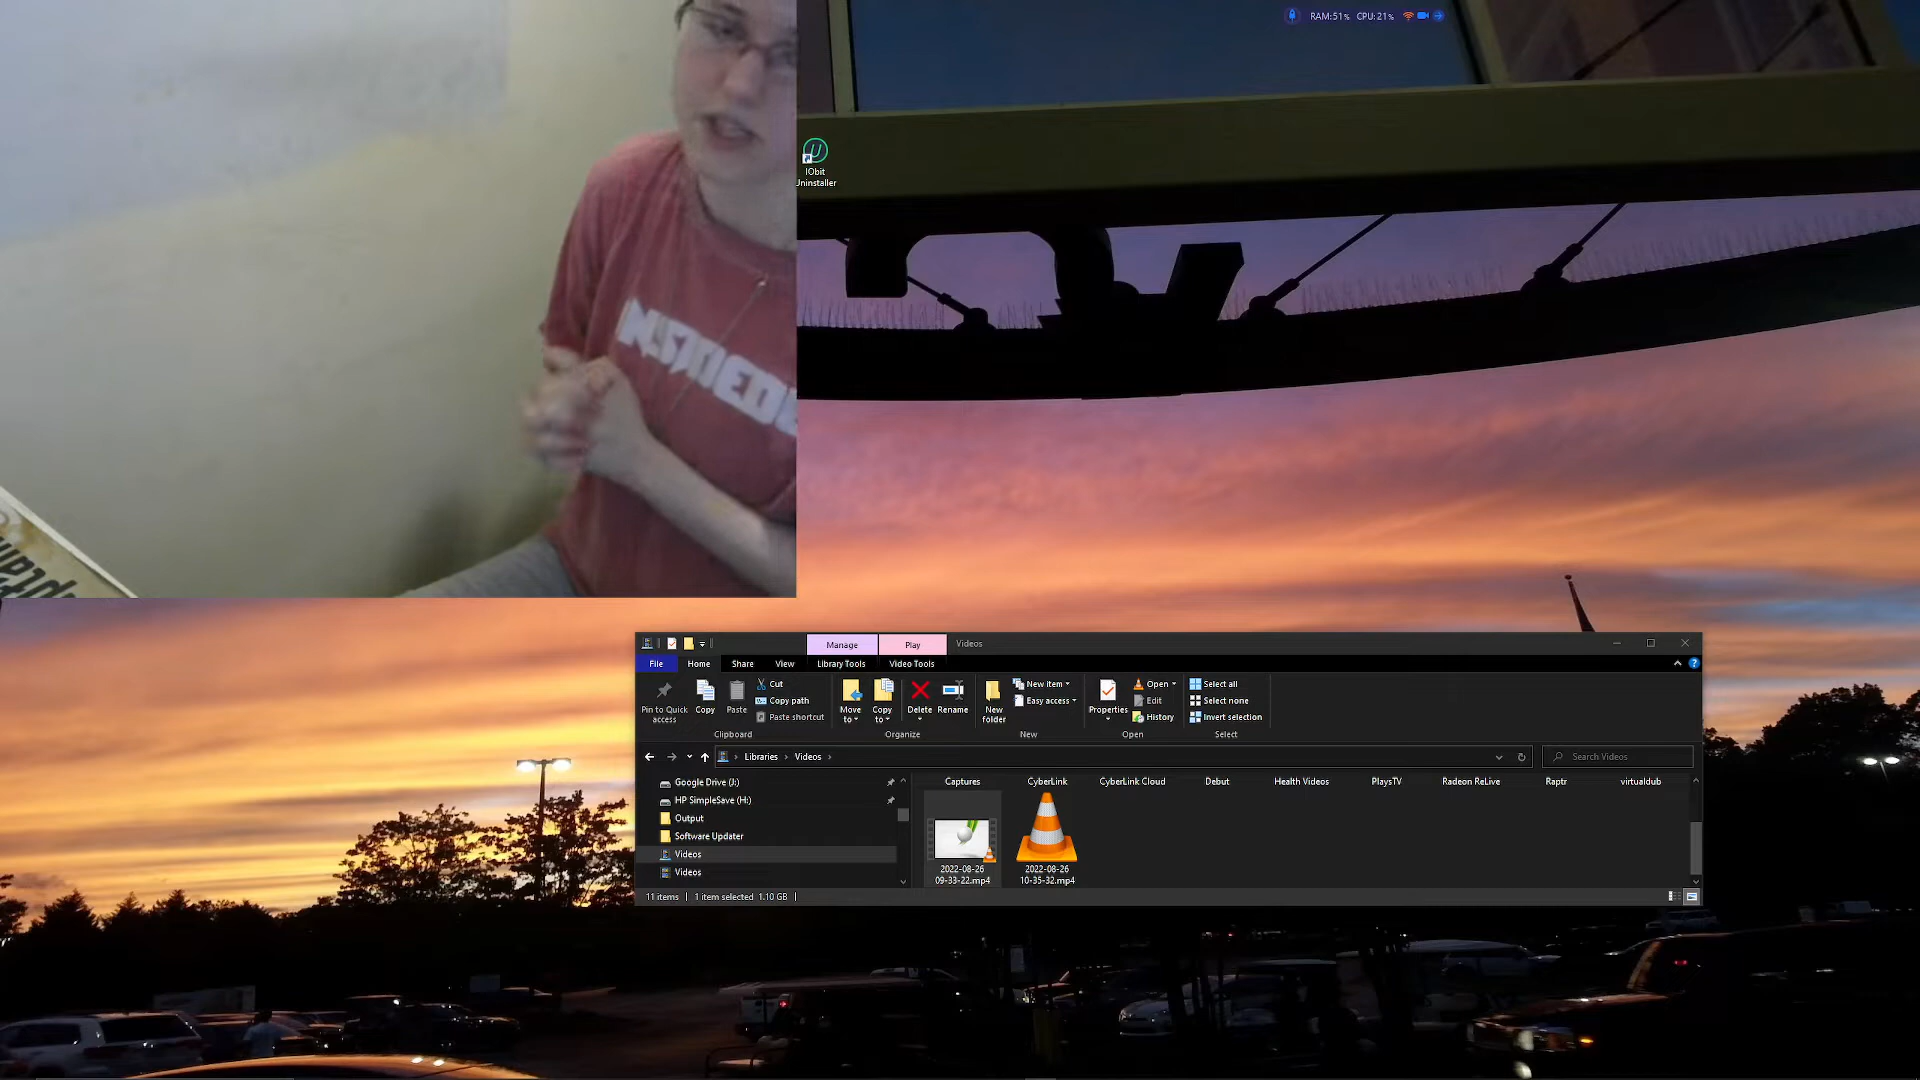 RAM:51% CPU:21%
IObit
Uninstaller
Manage Play Videos
File Home Share View Library Tools Video Tools
Pin to Quick
access
Copy
Paste
Cut
Copy path
Paste shortcut
Clipboard
Move
to
Copy
to
Delete
Rename
Organize
New
folder
New item
Easy access
New
Properties
Open
Edit
History
Open
Select all
Select none
Invert selection
Select
Libraries Videos
Search Videos
Google Drive (J:)
HP SimpleSave (H:)
Output
Software Updater
Videos
Videos
Captures CyberLink CyberLink Cloud Debut Health Videos PlaysTV Radeon ReLive Raptr virtualdub
2022-08-26
09-33-22.mp4
2022-08-26
10-35-32.mp4
11 items 1 item selected 1.10 GB